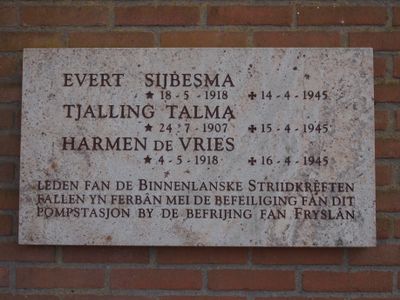 EVERT SIJBESMA
★ 18 - 5 - 1918 ✚ 14 - 4 - 1945
TJALLING TALMA
★ 24 - 7 - 1907 ✚ 15 - 4 - 1945
HARMEN DE VRIES
★ 4 - 5 - 1918 ✚ 16 - 4 - 1945
LEDEN FAN DE BINNENLANSKE STRIIDKRÊFTEN
FALLEN YN FERBÂN MEI DE BEFEILIGING FAN DIT
POMPSTASJON BY DE BEFRIJING FAN FRYSLÂN